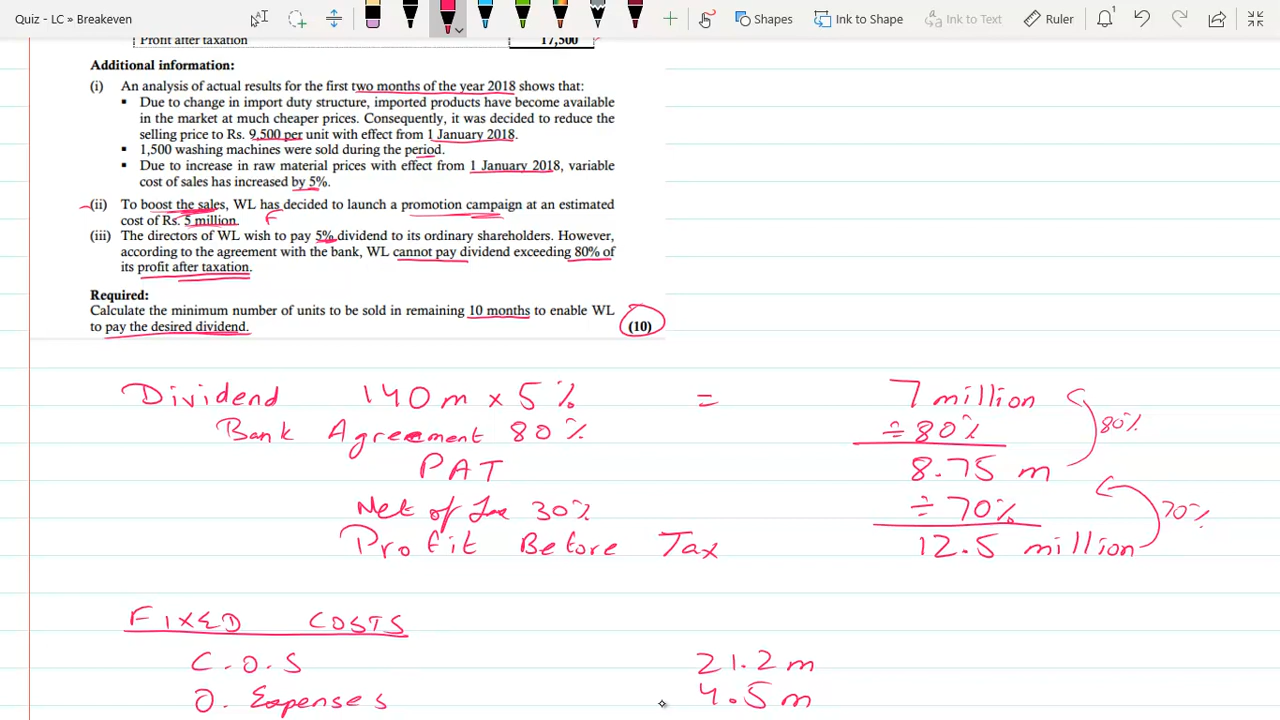 Quiz - LC » Breakeven
Shapes
Ink to Shape
Ink to Text
Ruler
1
Profit after taxation 17,500
Additional information:
(i) An analysis of actual results for the first two months of the year 2018 shows that:
▪ Due to change in import duty structure, imported products have become available
in the market at much cheaper prices. Consequently, it was decided to reduce the
selling price to Rs. 9,500 per unit with effect from 1 January 2018.
▪ 1,500 washing machines were sold during the period.
▪ Due to increase in raw material prices with effect from 1 January 2018, variable
cost of sales has increased by 5%.
(ii) To boost the sales, WL has decided to launch a promotion campaign at an estimated
cost of Rs. 5 million. F
(iii) The directors of WL wish to pay 5% dividend to its ordinary shareholders. However,
according to the agreement with the bank, WL cannot pay dividend exceeding 80% of
its profit after taxation.
Required:
Calculate the minimum number of units to be sold in remaining 10 months to enable WL
to pay the desired dividend. (10)
Dividend 140 m × 5 % = 7 million
Bank Agreement 80 % ÷ 80% 80%
PAT 8.75 m
Net of Tax 30% ÷ 70% 70%
Profit Before Tax 12.5 million
FIXED COSTS
C.O.S 21.2 m
O. Expenses 4.5 m